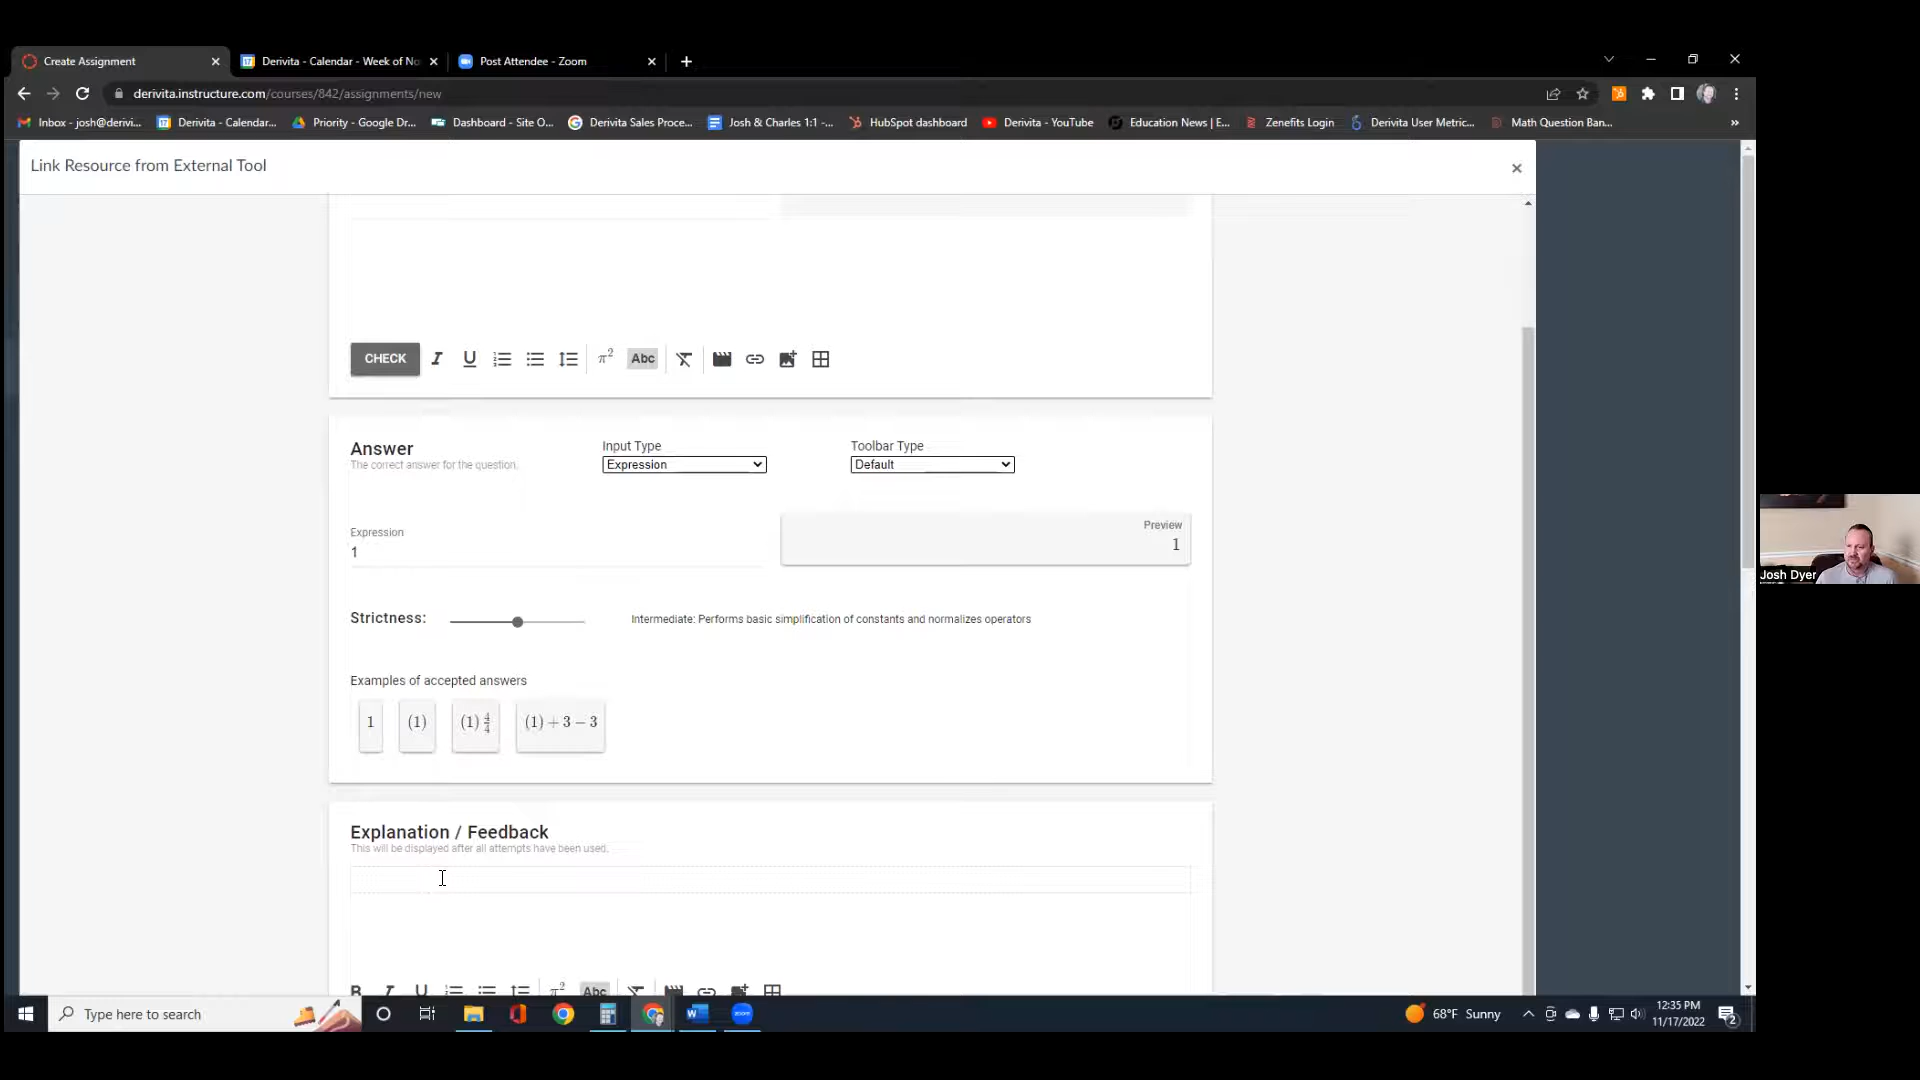 Create Assignment
Derivita - Calendar - Week of No
Post Attendee - Zoom
derivita.instructure.com/courses/842/assignments/new
Inbox - josh@derivi...
Derivita - Calendar...
Priority - Google Dr...
Dashboard - Site O...
Derivita Sales Proce...
Josh & Charles 1:1 -...
HubSpot dashboard
Derivita - YouTube
Education News | E...
Zenefits Login
Derivita User Metric...
Math Question Ban...
Link Resource from External Tool
CHECK
I U π² Abc
Answer
The correct answer for the question.
Input Type
Expression
Toolbar Type
Default
Expression
1
Preview
1
Strictness:
Intermediate: Performs basic simplification of constants and normalizes operators
Examples of accepted answers
1
(1)
(1) 4/4
(1) + 3 − 3
Explanation / Feedback
This will be displayed after all attempts have been used.
B I U π² Abc
Josh Dyer
Type here to search
68°F Sunny
12:35 PM
11/17/2022
2